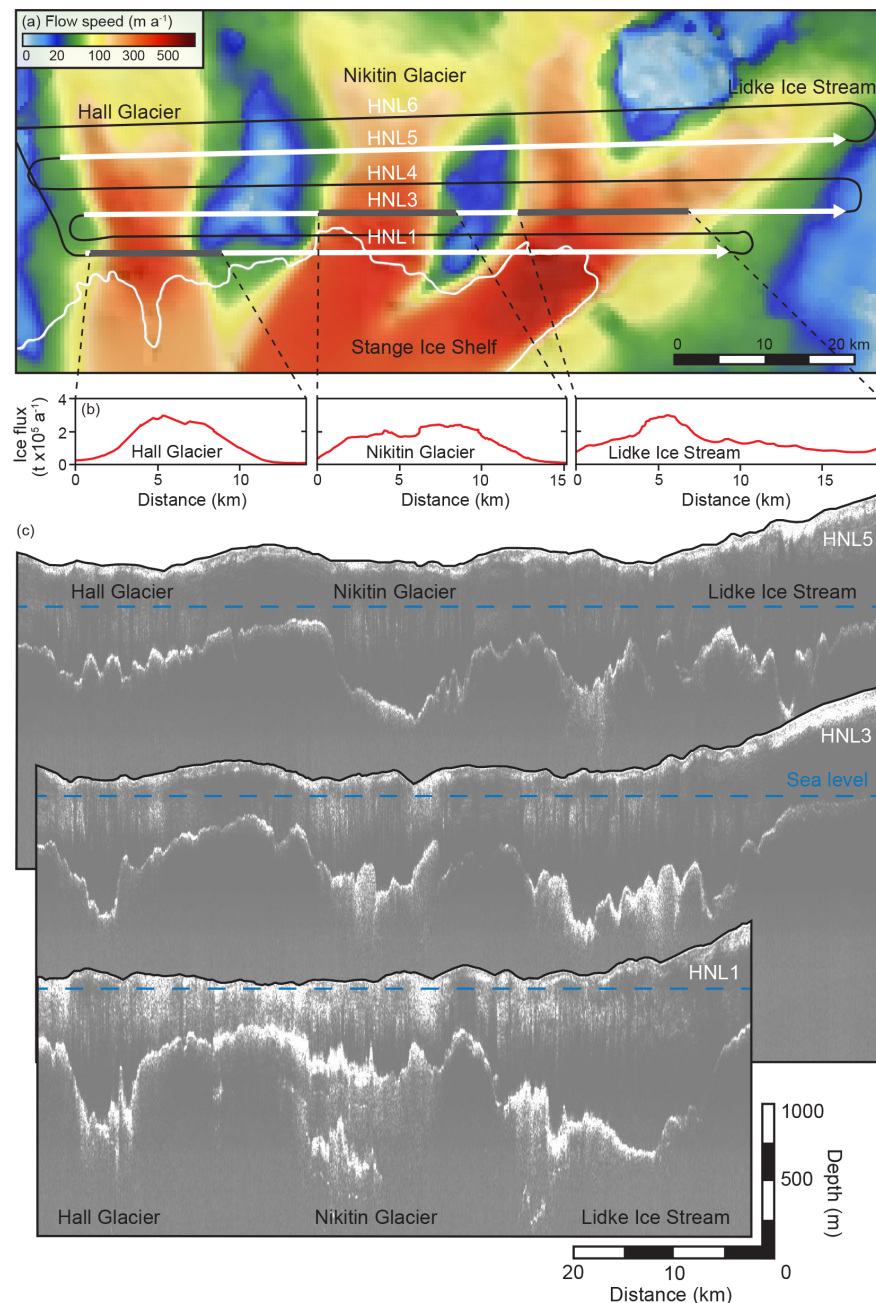 (a) Flow speed (m a⁻¹)
0 20 100 300 500
Nikitin Glacier
Lidke Ice Stream
Hall Glacier
HNL6
HNL5
HNL4
HNL3
HNL1
Stange Ice Shelf
0 10 20 km
Ice flux
(t x10⁵ a⁻¹)
4
2
0
(b)
Hall Glacier
Nikitin Glacier
Lidke Ice Stream
0 5 10
0 5 10 15
0 5 10 15
Distance (km)
Distance (km)
Distance (km)
(c)
HNL5
Hall Glacier
Nikitin Glacier
Lidke Ice Stream
HNL3
Sea level
HNL1
Hall Glacier
Nikitin Glacier
Lidke Ice Stream
1000
500
0
Depth
(m)
20 10 0
Distance (km)